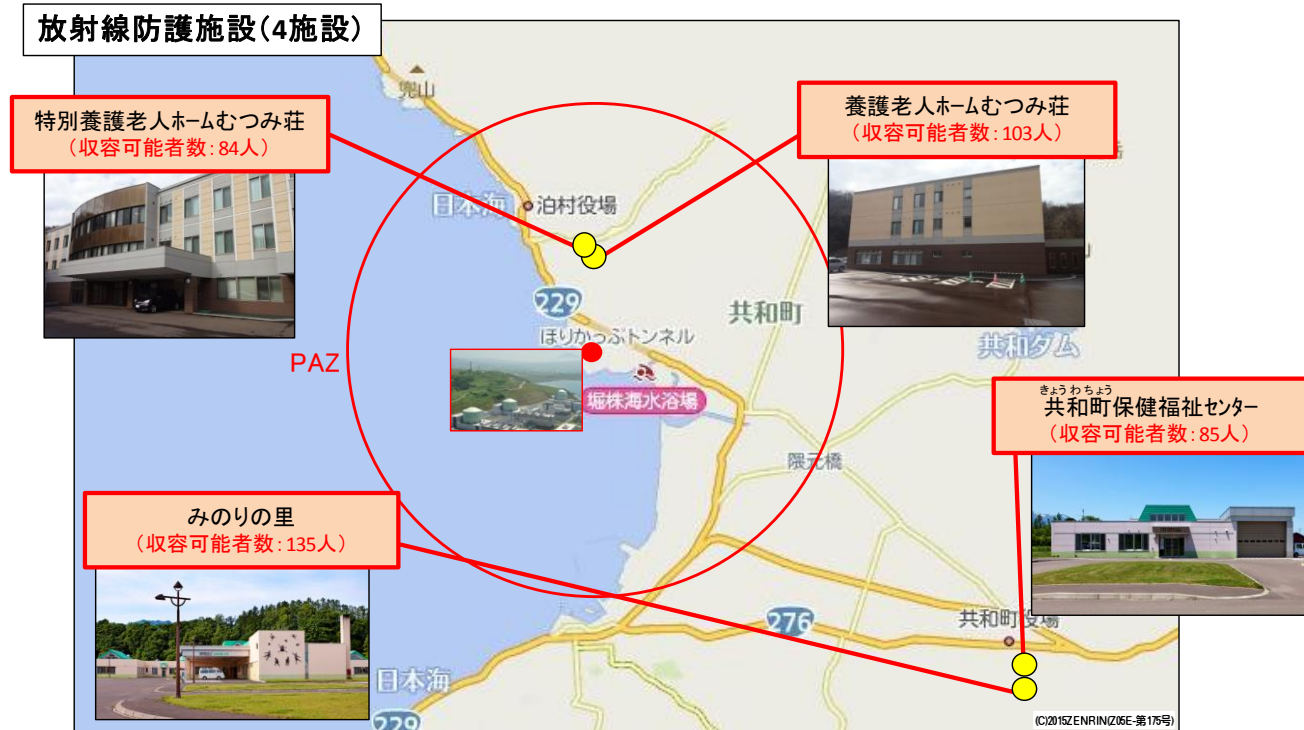 放射線防護施設(4施設)
兜山
特別養護老人ホームむつみ荘
（収容可能者数：84人）
養護老人ホームむつみ荘
（収容可能者数：103人）
岳
日本海
泊村役場
229
共和町
ほりかっぷトンネル
共和ダム
PAZ
堀株海水浴場
きょうわちょう
共和町保健福祉センター
（収容可能者数：85人）
隈元橋
みのりの里
（収容可能者数：135人）
276
共和町役場
日本海
229
(C)2015ZENRIN(Z05E-第175号)